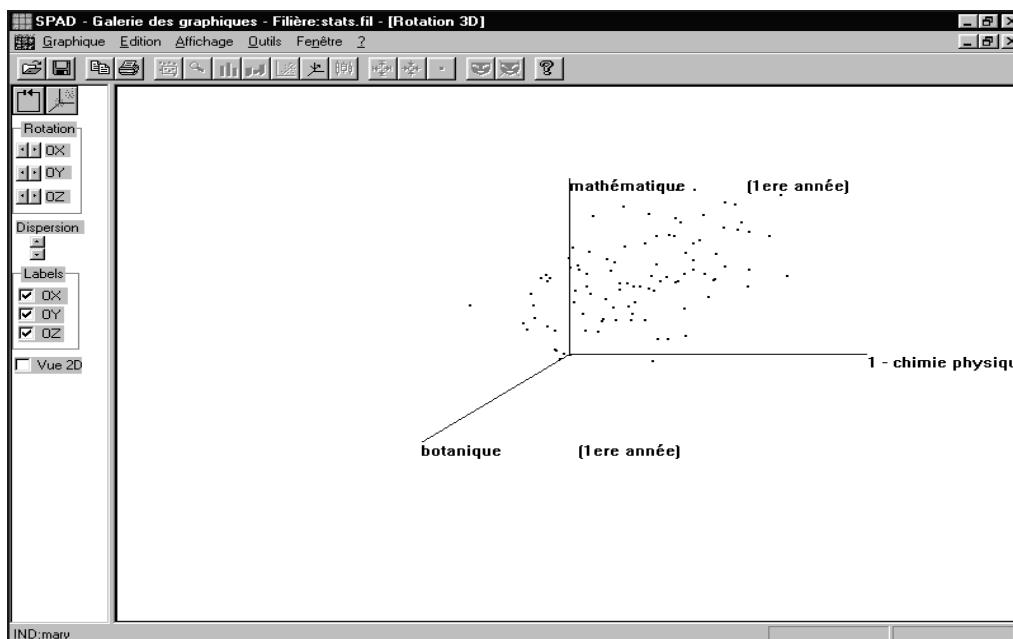 SPAD - Galerie des graphiques - Filière:stats.fil - [Rotation 3D]
Graphique Edition Affichage Outils Fenêtre ?
Rotation
OX
OY
OZ
Dispersion
Labels
OX
OY
OZ
Vue 2D
mathématique . (1ere année)
1 - chimie physiqu
botanique (1ere année)
IND:mary